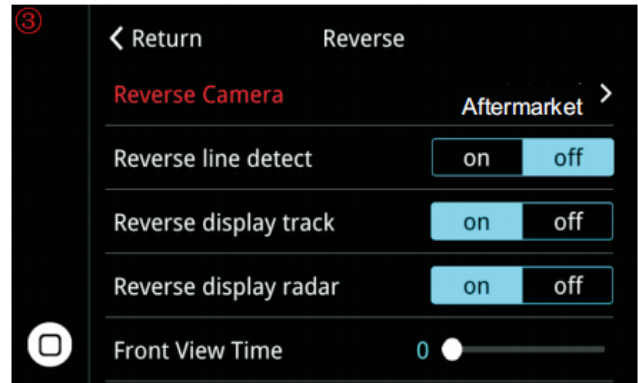 ③
Return Reverse
Reverse Camera Aftermarket
Reverse line detect on off
Reverse display track on off
Reverse display radar on off
Front View Time 0